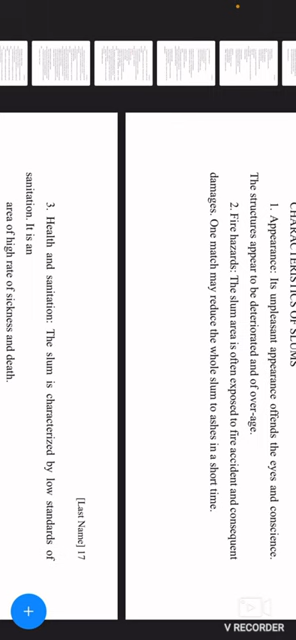 CHARACTERISTICS OF SLUMS
1. Appearance: Its unpleasant appearance offends the eyes and conscience.
The structures appear to be deteriorated and of over-age.
2. Fire hazards: The slum area is often exposed to fire accident and consequent
damages. One match may reduce the whole slum to ashes in a short time.
[Last Name] 17
3. Health and sanitation: The slum is characterized by low standards of
sanitation. It is an
area of high rate of sickness and death.
+
V RECORDER